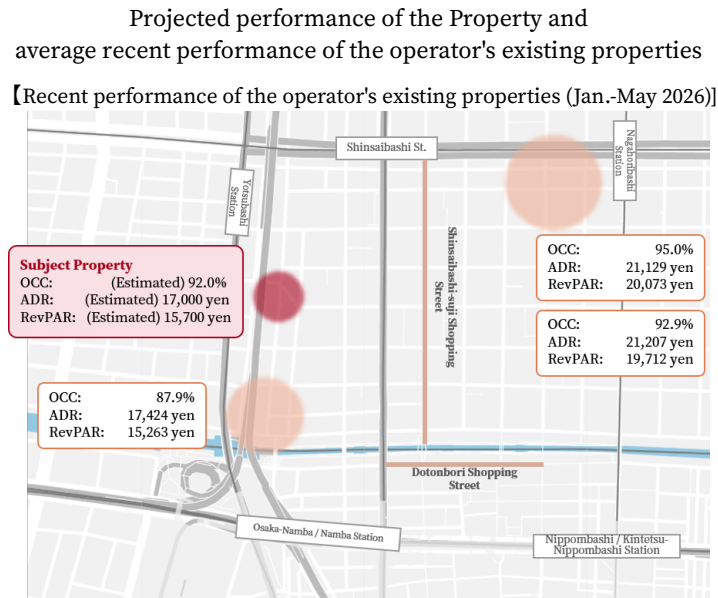 Projected performance of the Property and
average recent performance of the operator's existing properties
【Recent performance of the operator's existing properties (Jan.-May 2026)]
Shinsaibashi St.
Nagahoribashi
Station
Yotsubashi
Station
Shinsaibashi-suji Shopping
Street
OCC: 95.0%
ADR: 21,129 yen
RevPAR: 20,073 yen
Subject Property
OCC: (Estimated) 92.0%
ADR: (Estimated) 17,000 yen
RevPAR: (Estimated) 15,700 yen
OCC: 92.9%
ADR: 21,207 yen
RevPAR: 19,712 yen
OCC: 87.9%
ADR: 17,424 yen
RevPAR: 15,263 yen
Dotonbori Shopping
Street
Osaka-Namba / Namba Station
Nippombashi / Kintetsu-
Nippombashi Station